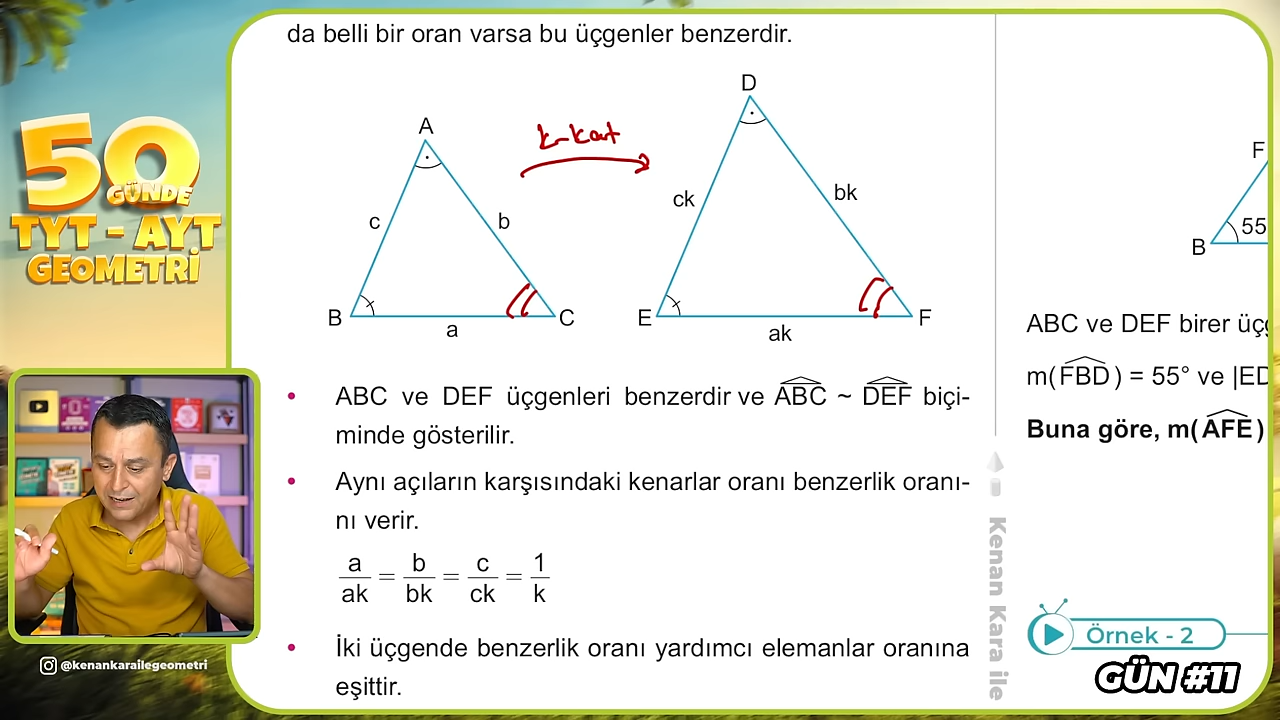 50
GÜNDE
TYT - AYT
GEOMETRİ
@kenankarailegeometri
da belli bir oran varsa bu üçgenler benzerdir.
A
k-kat
D
c
b
ck
bk
B
C
a
E
F
ak
• ABC ve DEF üçgenleri benzerdir ve ABC ~ DEF biçi-
minde gösterilir.
• Aynı açıların karşısındaki kenarlar oranı benzerlik oranı-
nı verir.
a/ak = b/bk = c/ck = 1/k
• İki üçgende benzerlik oranı yardımcı elemanlar oranına
eşittir.
Kenan Kara ile
F
55
B
ABC ve DEF birer üç
m(FBD) = 55° ve |ED
Buna göre, m(AFE)
Örnek - 2
GÜN #11